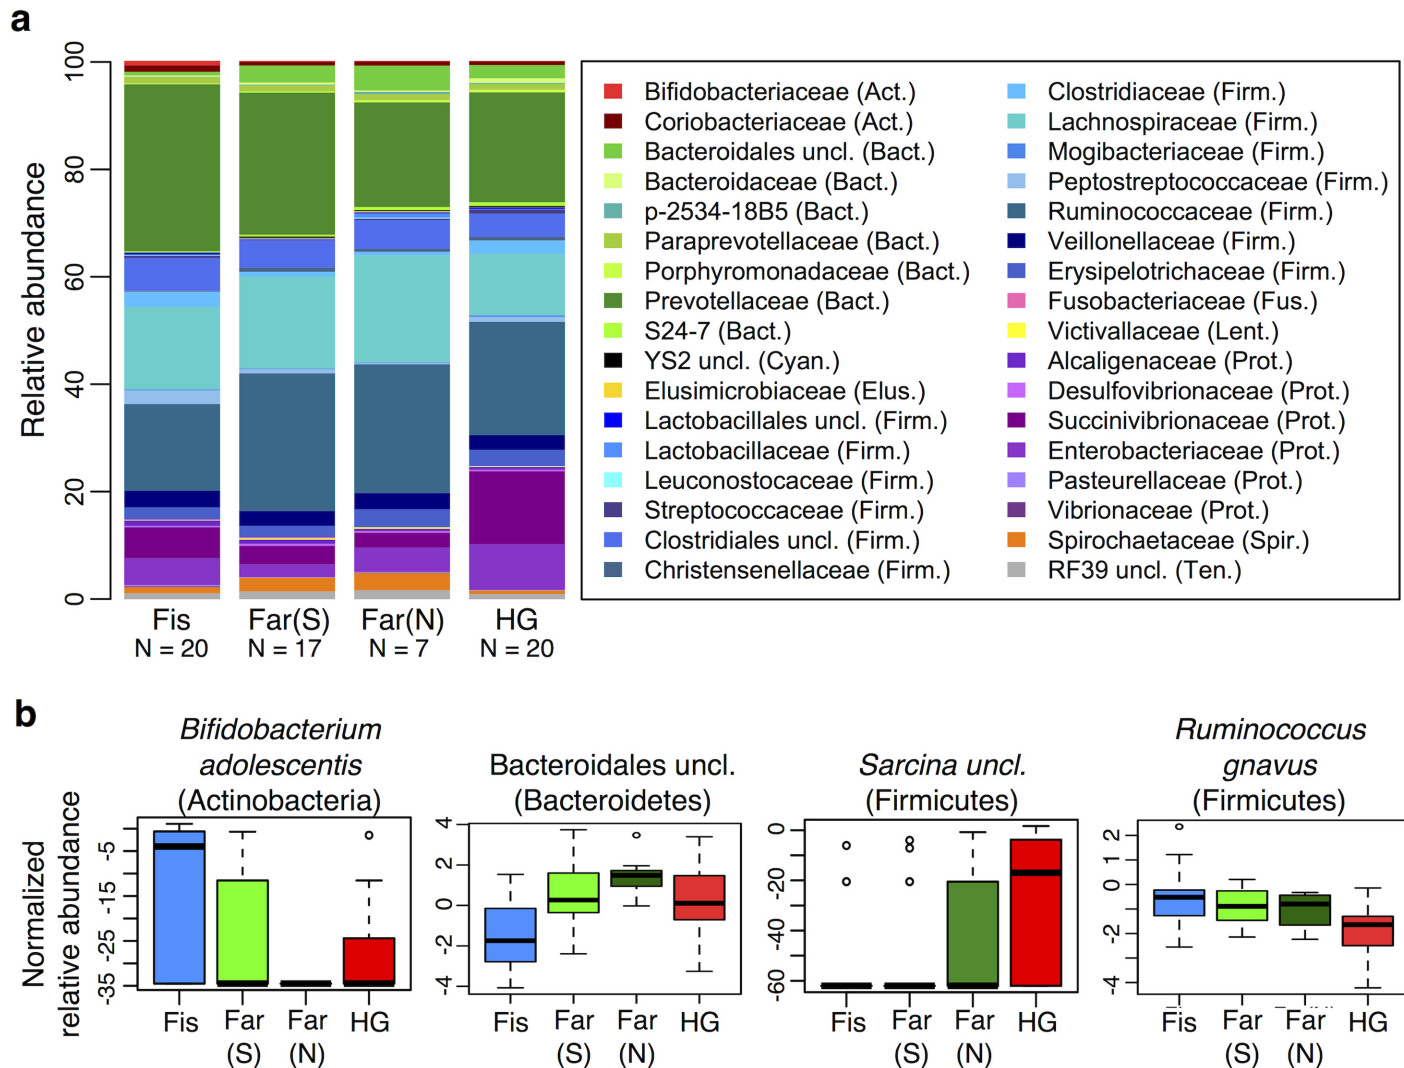 a
Relative abundance
100
80
60
40
20
0
Fis
N = 20
Far(S)
N = 17
Far(N)
N = 7
HG
N = 20
Bifidobacteriaceae (Act.)
Coriobacteriaceae (Act.)
Bacteroidales uncl. (Bact.)
Bacteroidaceae (Bact.)
p-2534-18B5 (Bact.)
Paraprevotellaceae (Bact.)
Porphyromonadaceae (Bact.)
Prevotellaceae (Bact.)
S24-7 (Bact.)
YS2 uncl. (Cyan.)
Elusimicrobiaceae (Elus.)
Lactobacillales uncl. (Firm.)
Lactobacillaceae (Firm.)
Leuconostocaceae (Firm.)
Streptococcaceae (Firm.)
Clostridiales uncl. (Firm.)
Christensenellaceae (Firm.)
Clostridiaceae (Firm.)
Lachnospiraceae (Firm.)
Mogibacteriaceae (Firm.)
Peptostreptococcaceae (Firm.)
Ruminococcaceae (Firm.)
Veillonellaceae (Firm.)
Erysipelotrichaceae (Firm.)
Fusobacteriaceae (Fus.)
Victivallaceae (Lent.)
Alcaligenaceae (Prot.)
Desulfovibrionaceae (Prot.)
Succinivibrionaceae (Prot.)
Enterobacteriaceae (Prot.)
Pasteurellaceae (Prot.)
Vibrionaceae (Prot.)
Spirochaetaceae (Spir.)
RF39 uncl. (Ten.)
b
Normalized
relative abundance
Bifidobacterium
adolescentis
(Actinobacteria)
-5
-15
-25
-35
Fis
Far
(S)
Far
(N)
HG
Bacteroidales uncl.
(Bacteroidetes)
4
2
0
-2
-4
Fis
Far
(S)
Far
(N)
HG
Sarcina uncl.
(Firmicutes)
0
-20
-40
-60
Fis
Far
(S)
Far
(N)
HG
Ruminococcus
gnavus
(Firmicutes)
2
0
-2
-4
Fis
Far
(S)
Far
(N)
HG